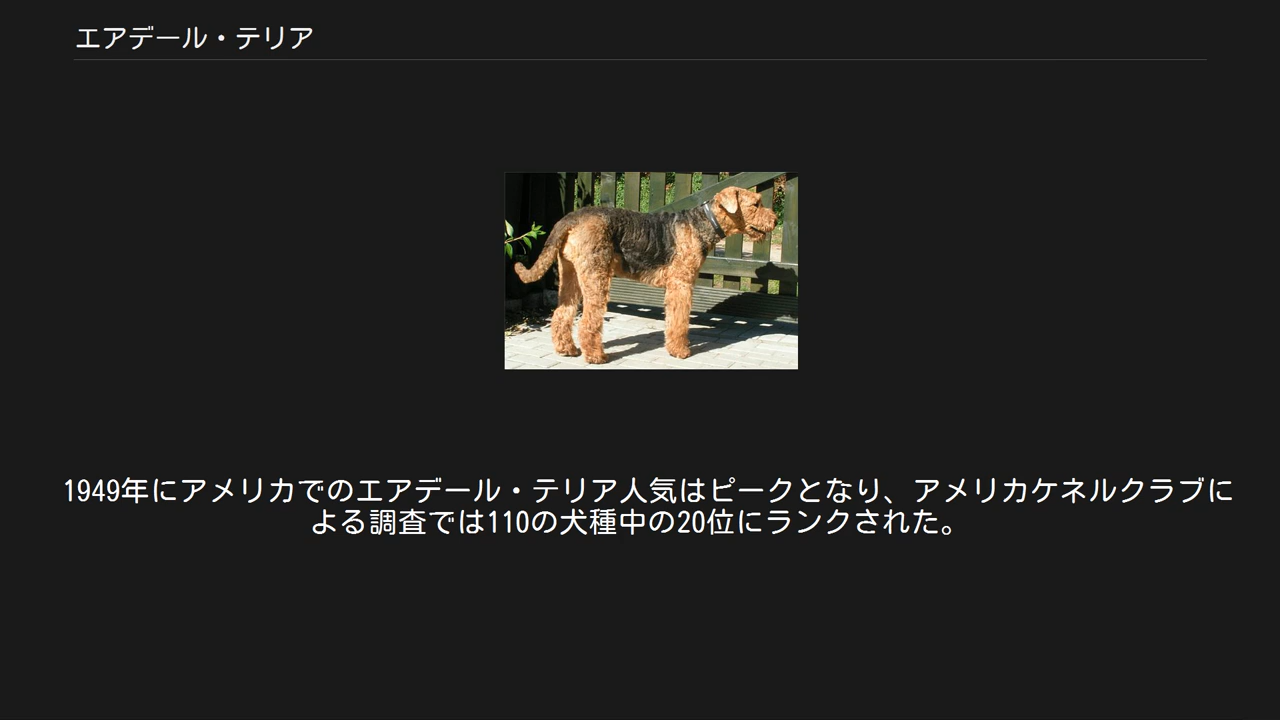 エアデール・テリア
1949年にアメリカでのエアデール・テリア人気はピークとなり、アメリカケネルクラブに
よる調査では110の犬種中の20位にランクされた。